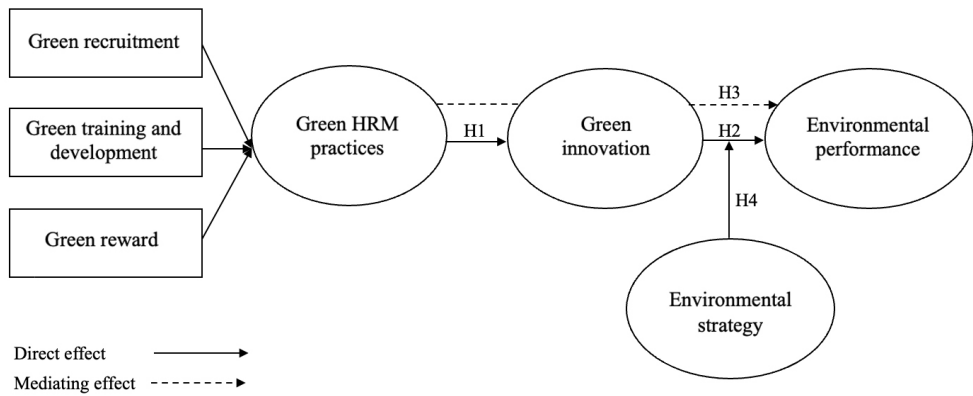 Green recruitment
Green training and
development
Green reward
Green HRM
practices
H1
Green
innovation
H3
H2
H4
Environmental
performance
Environmental
strategy
Direct effect
Mediating effect